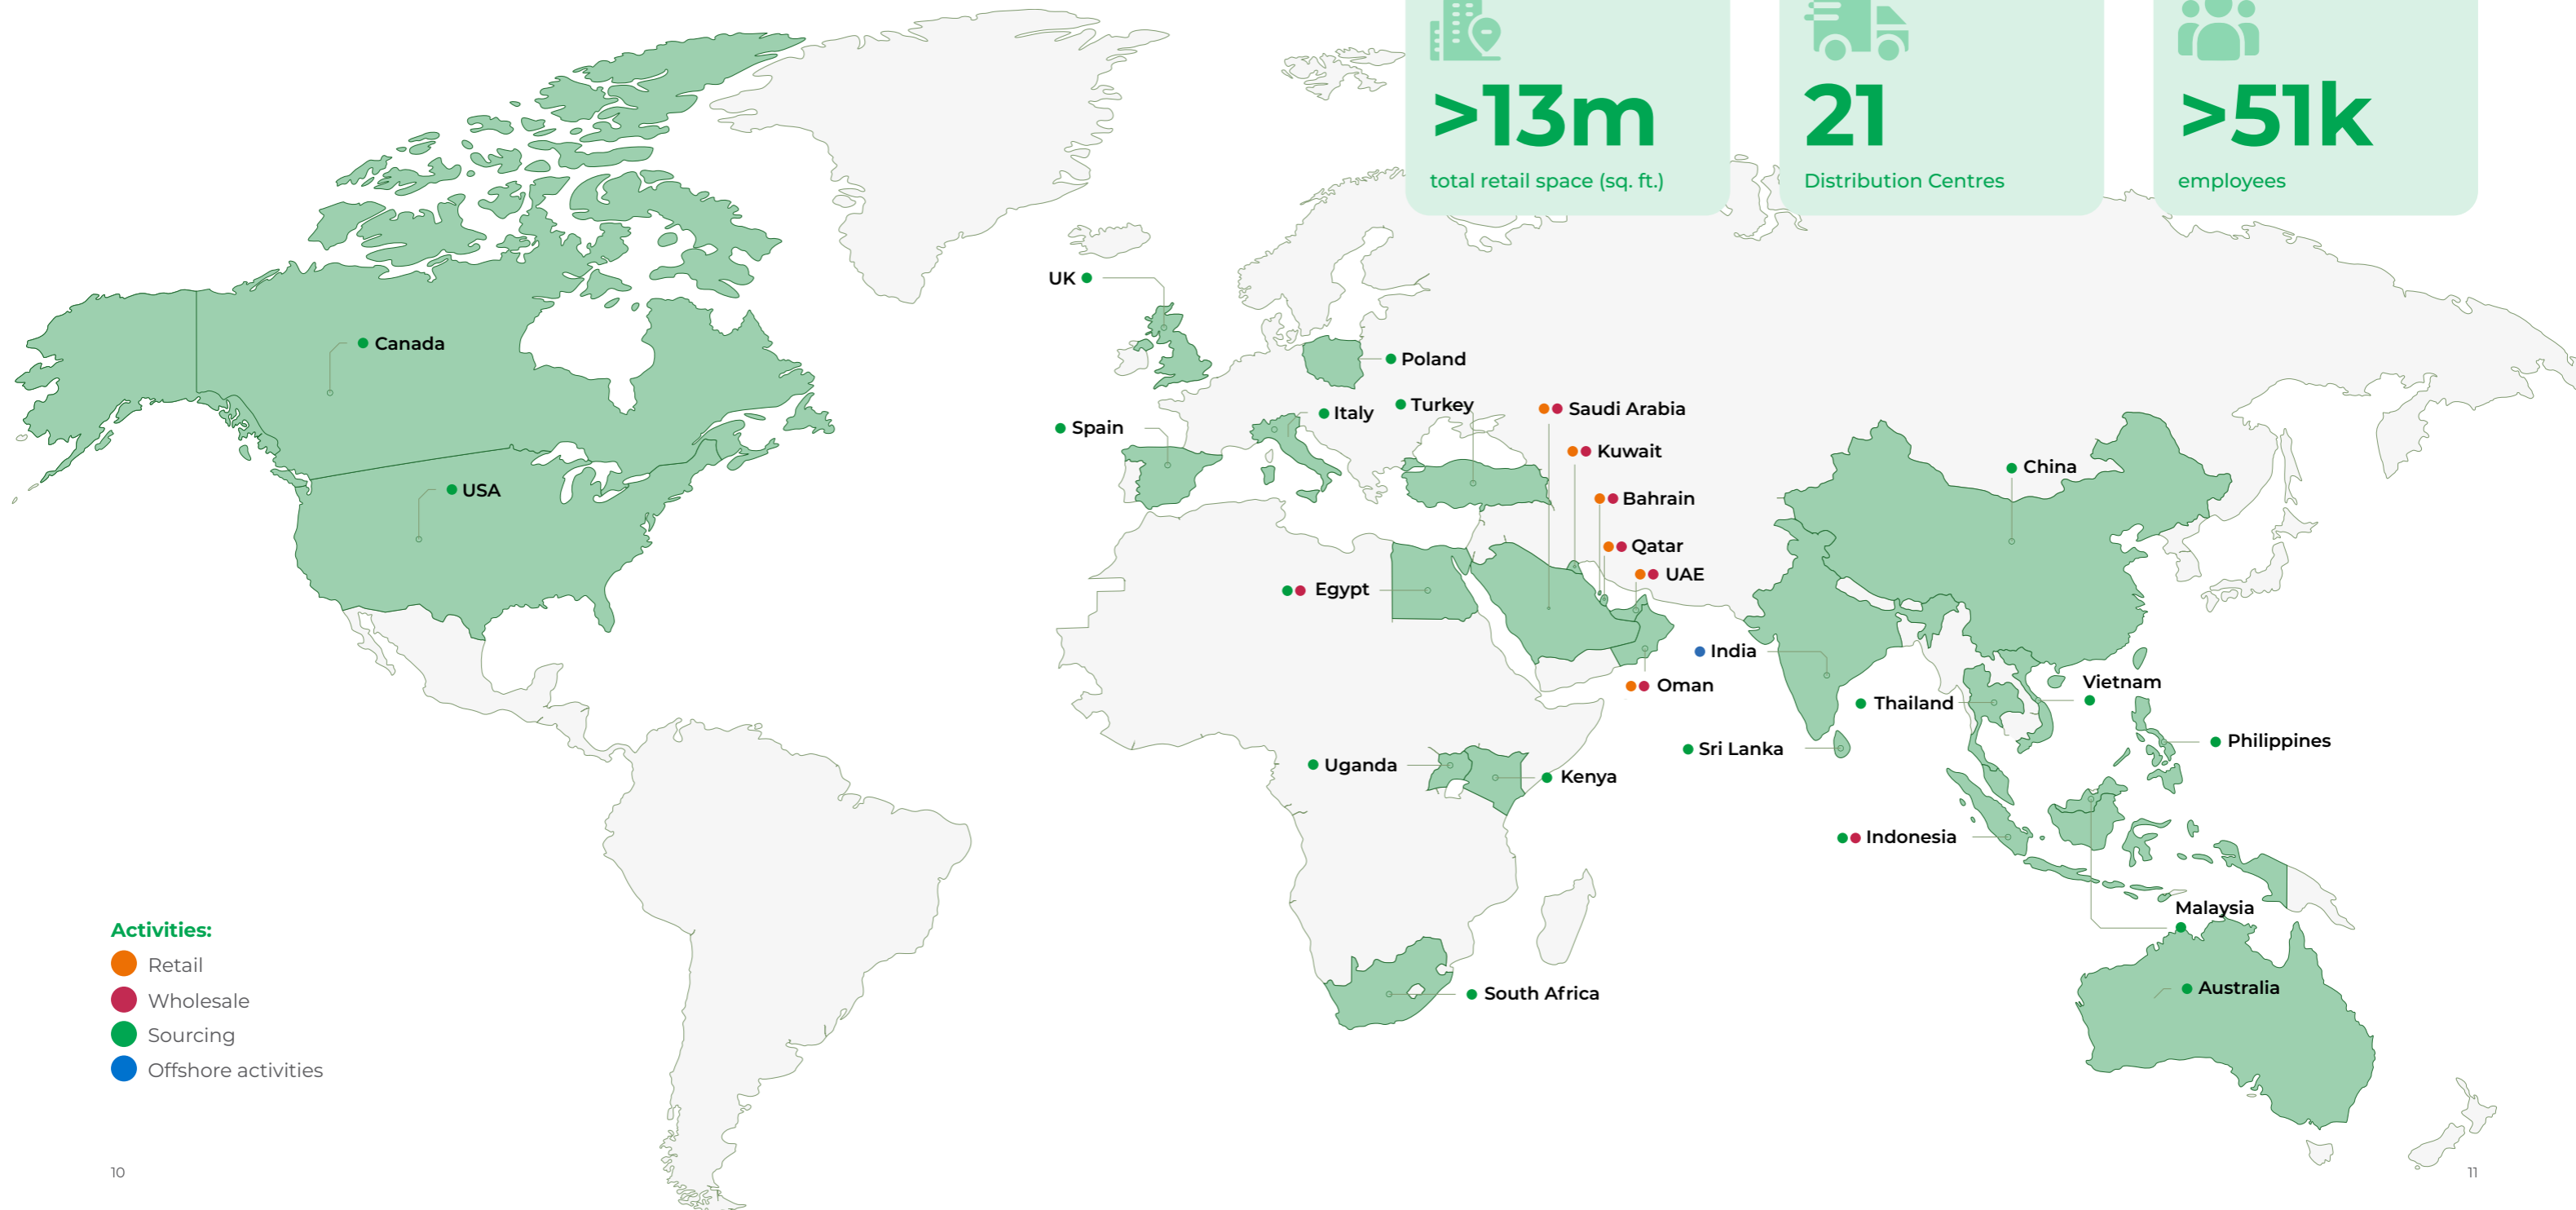 >13m
total retail space (sq. ft.)
21
Distribution Centres
>51k
employees
UK
Canada
Poland
Turkey
Saudi Arabia
Italy
Spain
Kuwait
China
USA
Bahrain
Qatar
UAE
Egypt
India
Oman
Vietnam
Thailand
Philippines
Sri Lanka
Uganda
Kenya
Indonesia
Malaysia
Australia
South Africa
Activities:
Retail
Wholesale
Sourcing
Offshore activities
10
11